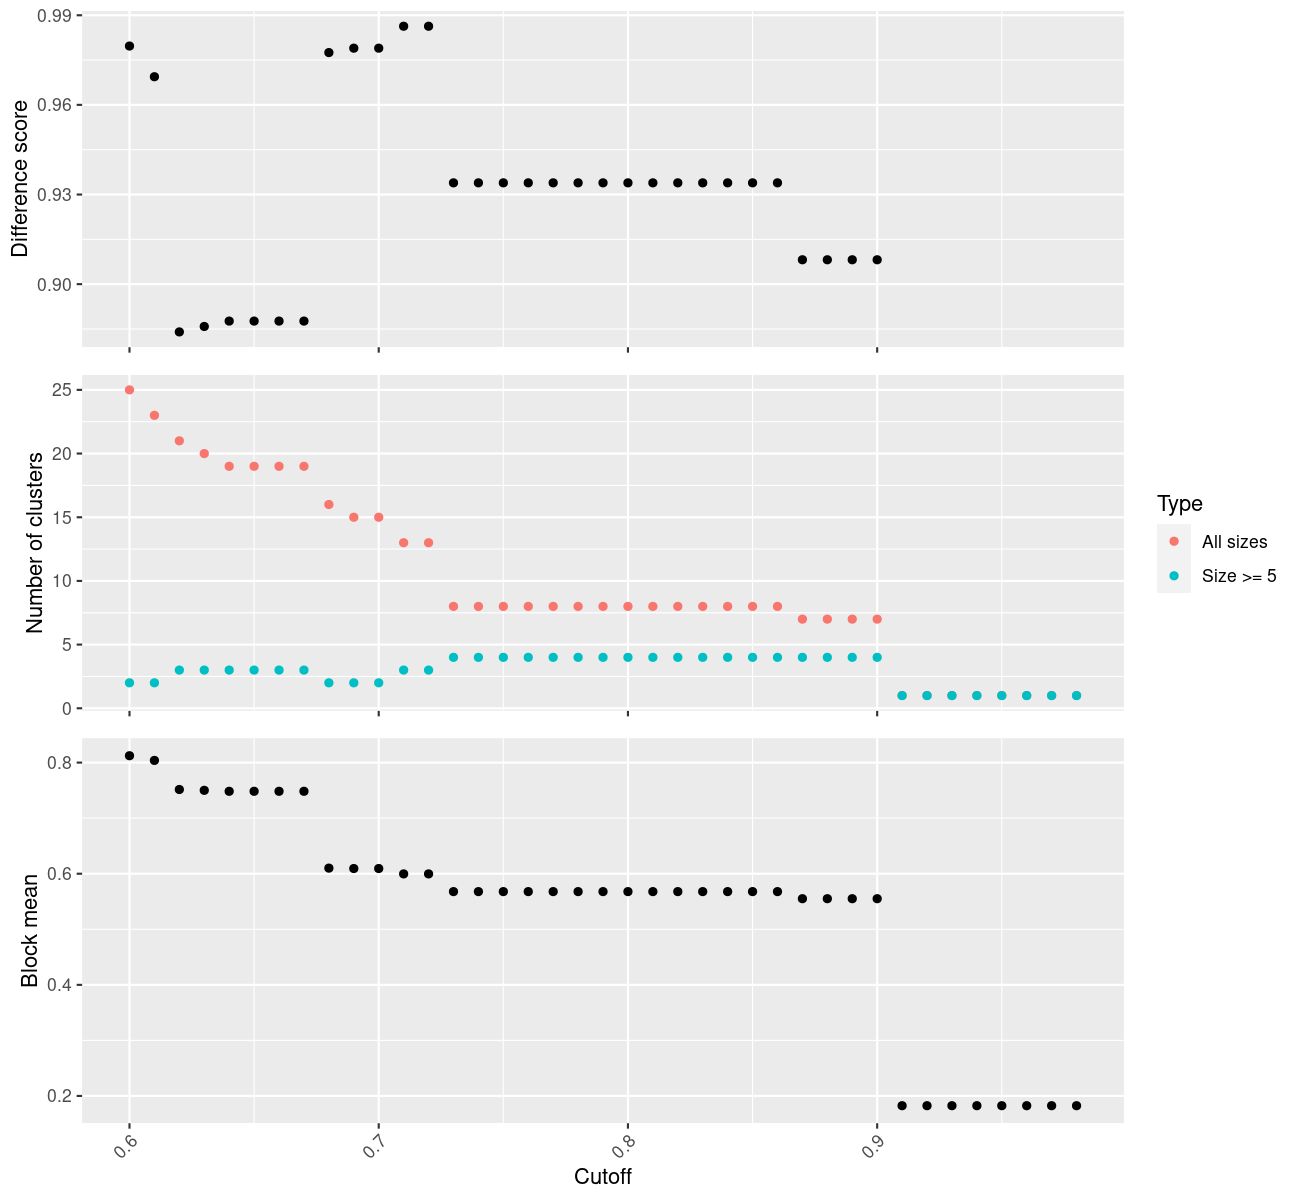 Difference score
0.99
0.96
0.93
0.90
Number of clusters
25
20
15
10
5
0
Type
All sizes
Size >= 5
Block mean
0.8
0.6
0.4
0.2
0.6 0.7 0.8 0.9
Cutoff